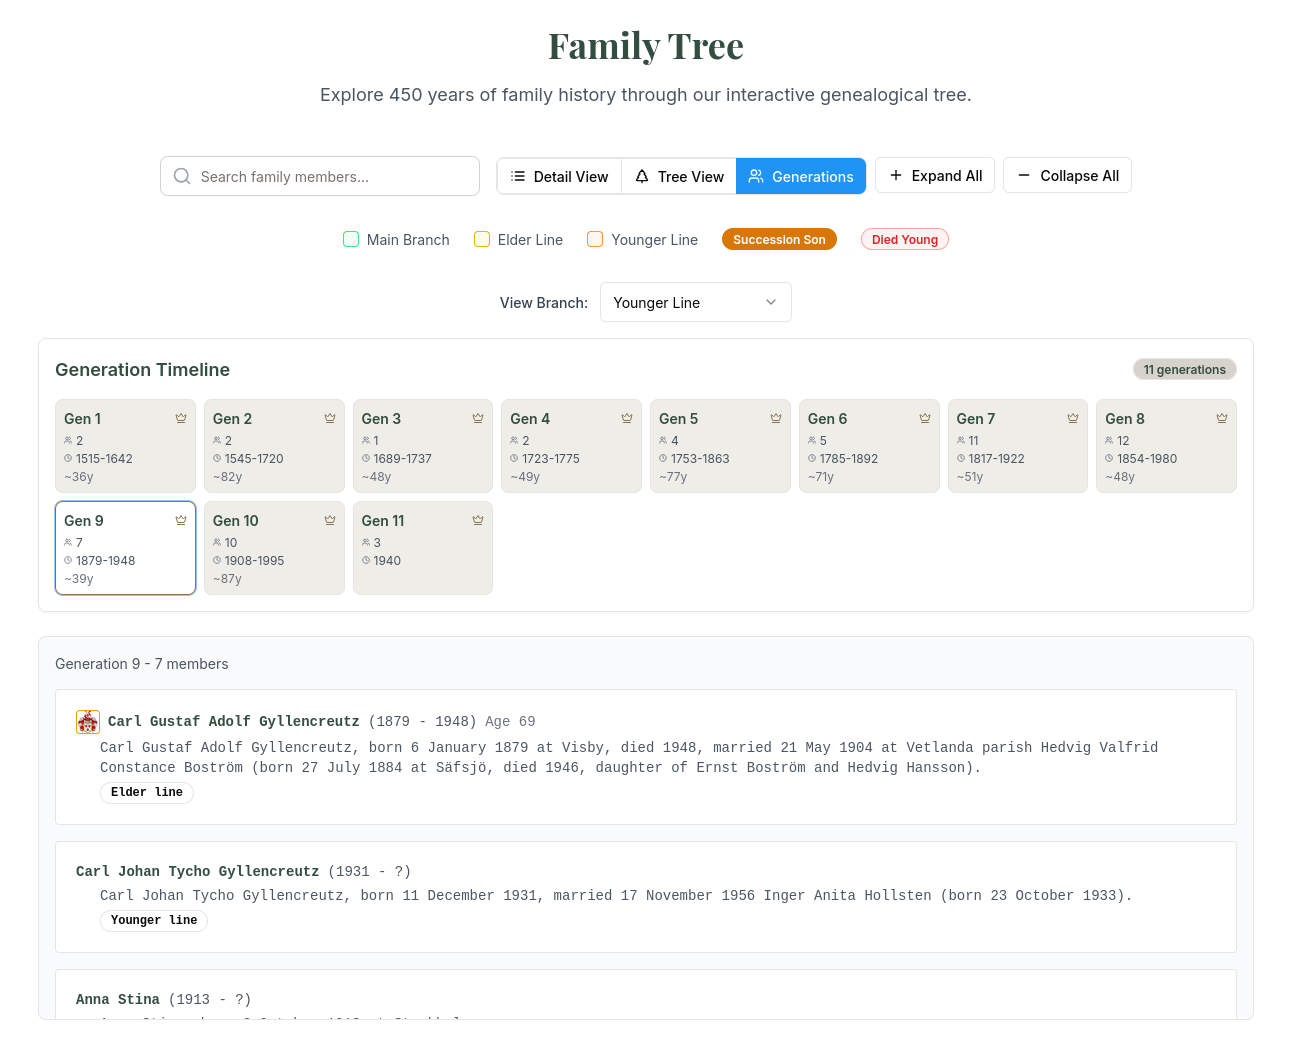 Family Tree
Explore 450 years of family history through our interactive genealogical tree.
Search family members...
Detail View
Tree View
Generations
Expand All
Collapse All
Main Branch
Elder Line
Younger Line
Succession Son
Died Young
View Branch:
Younger Line
Generation Timeline
11 generations
Gen 1
2
1515-1642
~36y
Gen 2
2
1545-1720
~82y
Gen 3
1
1689-1737
~48y
Gen 4
2
1723-1775
~49y
Gen 5
4
1753-1863
~77y
Gen 6
5
1785-1892
~71y
Gen 7
11
1817-1922
~51y
Gen 8
12
1854-1980
~48y
Gen 9
7
1879-1948
~39y
Gen 10
10
1908-1995
~87y
Gen 11
3
1940
Generation 9 - 7 members
Carl Gustaf Adolf Gyllencreutz (1879 - 1948) Age 69
Carl Gustaf Adolf Gyllencreutz, born 6 January 1879 at Visby, died 1948, married 21 May 1904 at Vetlanda parish Hedvig Valfrid
Constance Boström (born 27 July 1884 at Säfsjö, died 1946, daughter of Ernst Boström and Hedvig Hansson).
Elder line
Carl Johan Tycho Gyllencreutz (1931 - ?)
Carl Johan Tycho Gyllencreutz, born 11 December 1931, married 17 November 1956 Inger Anita Hollsten (born 23 October 1933).
Younger line
Anna Stina (1913 - ?)